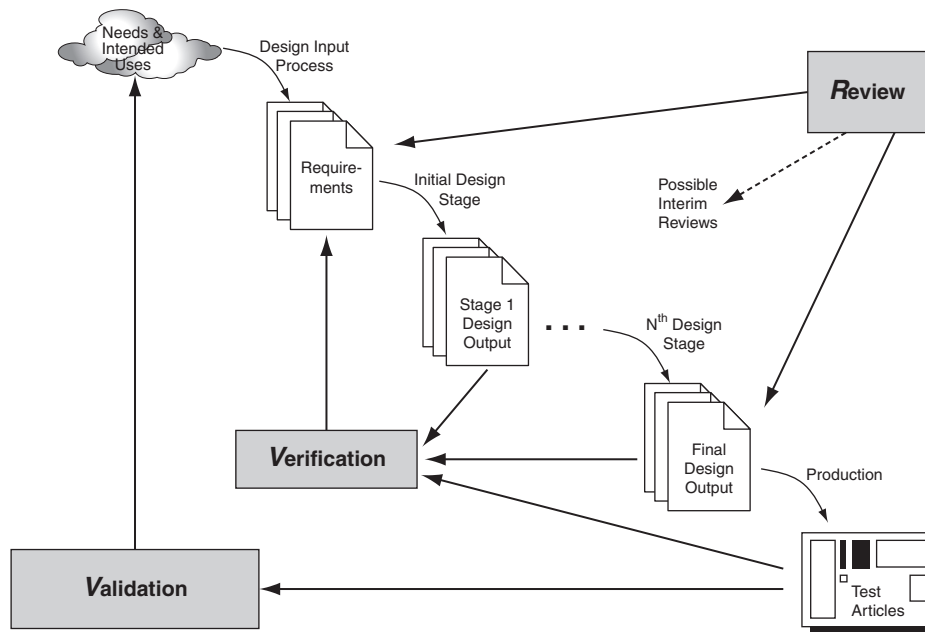 Needs &
Intended
Uses
Design Input
Process
Review
Require-
ments
Initial Design
Stage
Possible
Interim
Reviews
Stage 1
Design
Output
...
Nth Design
Stage
Verification
Final
Design
Output
Production
Validation
Test
Articles